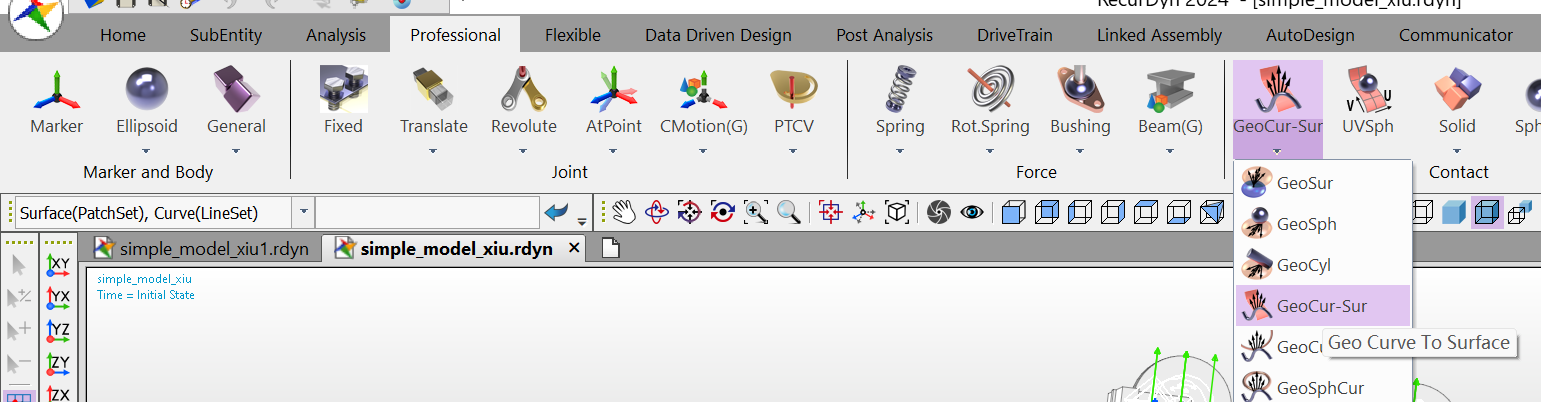 RecurDyn 2024 - [simple_model_xiu.rdyn]
Home SubEntity Analysis Professional Flexible Data Driven Design Post Analysis DriveTrain Linked Assembly AutoDesign Communicator
Marker Ellipsoid General Fixed Translate Revolute AtPoint CMotion(G) PTCV Spring Rot.Spring Bushing Beam(G) GeoCur-Sur UVSph Solid Sph
Marker and Body Joint Force Contact
GeoSur
Surface(PatchSet), Curve(LineSet)
GeoSph
simple_model_xiu1.rdyn simple_model_xiu.rdyn
GeoCyl
XY
simple_model_xiu
Time = Initial State
YX
GeoCur-Sur
YZ
Geo Curve To Surface
ZY
GeoSphCur
ZX